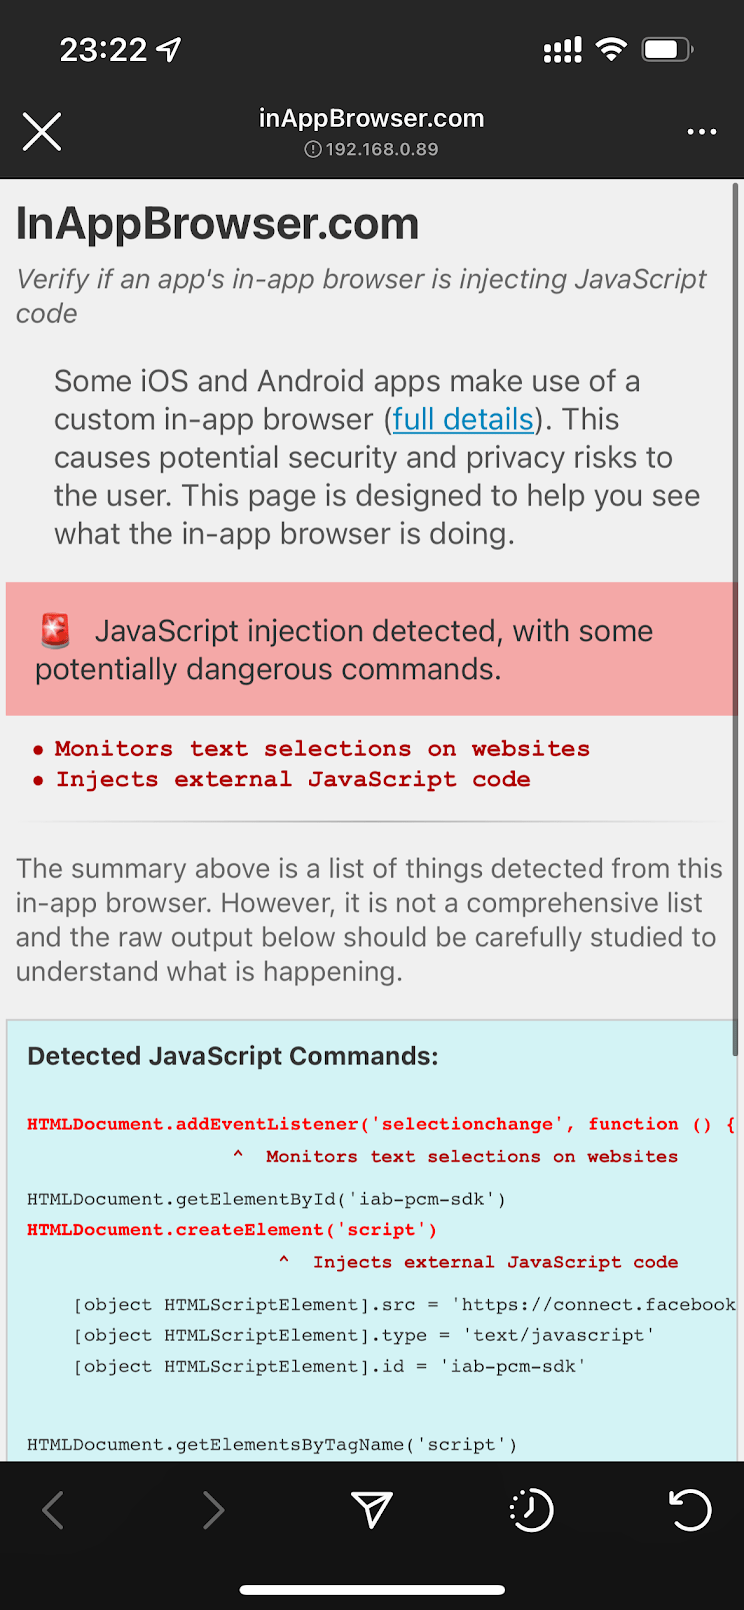 23:22
inAppBrowser.com
192.168.0.89
InAppBrowser.com
Verify if an app's in-app browser is injecting JavaScript
code
Some iOS and Android apps make use of a
custom in-app browser (full details). This
causes potential security and privacy risks to
the user. This page is designed to help you see
what the in-app browser is doing.
🚨 JavaScript injection detected, with some
potentially dangerous commands.
• Monitors text selections on websites
• Injects external JavaScript code
The summary above is a list of things detected from this
in-app browser. However, it is not a comprehensive list
and the raw output below should be carefully studied to
understand what is happening.
Detected JavaScript Commands:
HTMLDocument.addEventListener('selectionchange', function () {
^ Monitors text selections on websites
HTMLDocument.getElementById('iab-pcm-sdk')
HTMLDocument.createElement('script')
^ Injects external JavaScript code
[object HTMLScriptElement].src = 'https://connect.facebook
[object HTMLScriptElement].type = 'text/javascript'
[object HTMLScriptElement].id = 'iab-pcm-sdk'
HTMLDocument.getElementsByTagName('script')